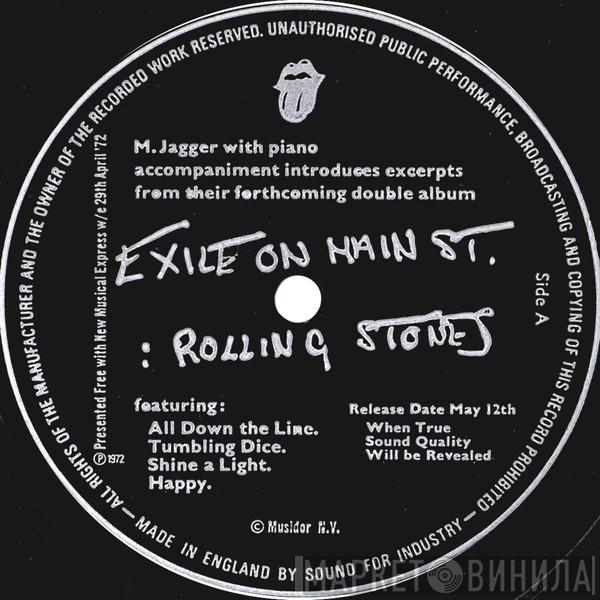 ALL RIGHTS OF THE MANUFACTURER AND THE OWNER OF THE RECORDED WORK RESERVED. UNAUTHORISED PUBLIC PERFORMANCE, BROADCASTING AND COPYING OF THIS RECORD PROHIBITED —
MADE IN ENGLAND BY SOUND FOR INDUSTRY —
Presented Free with New Musical Express w/e 29th April '72
M. Jagger with piano
accompaniment introduces excerpts
from their forthcoming double album
EXILE ON MAIN ST.
: ROLLING STONES
Side A
featuring:
All Down the Line.
Tumbling Dice.
Shine a Light.
Happy.
Release Date May 12th
When True
Sound Quality
Will be Revealed
℗ 1972
© Musidor N.V.
МАРКЕТ ВИНИЛА